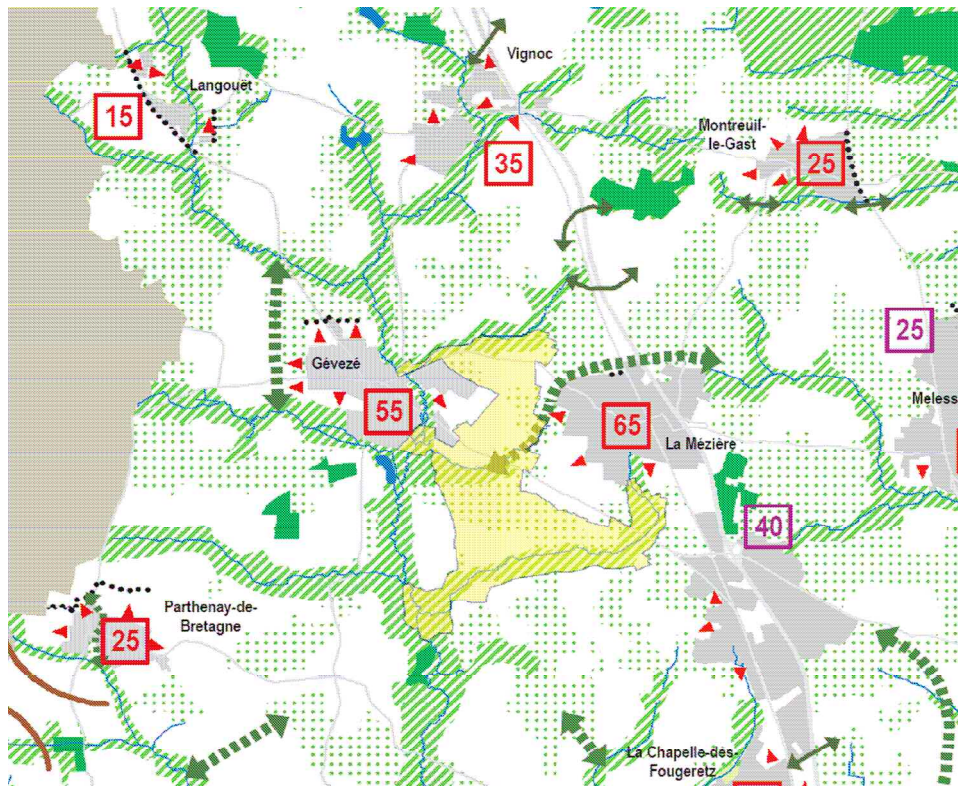 Vignoc
Langouët
15
35
Montreuil-
le-Gast
25
25
Gévezé
55
65
La Mézière
Meless
40
Parthenay-de-
Bretagne
25
La Chapelle-des-
Fougeretz